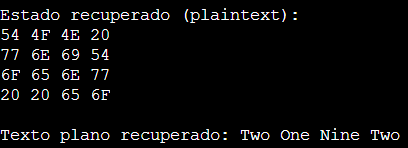 Estado recuperado (plaintext):
54 4F 4E 20
77 6E 69 54
6F 65 6E 77
20 20 65 6F
Texto plano recuperado: Two One Nine Two